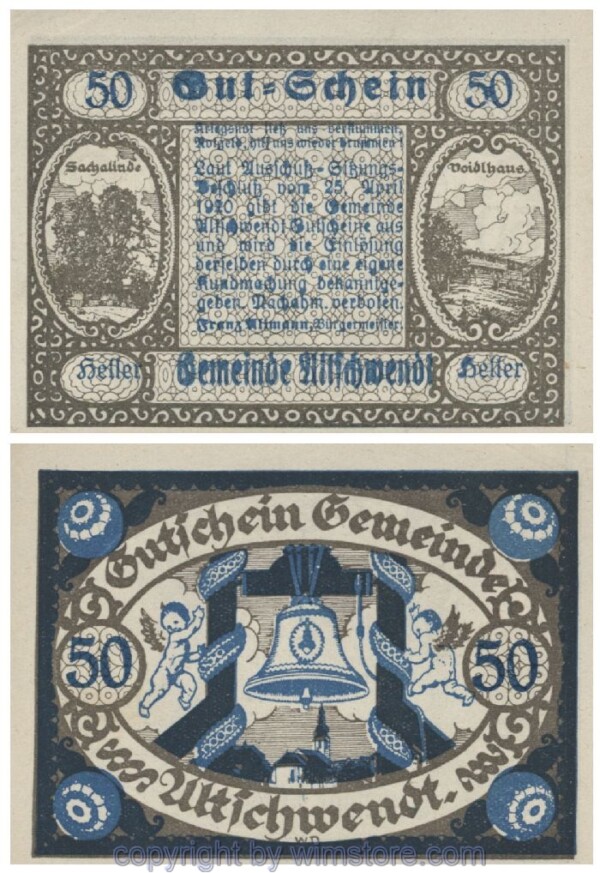 50 Gut-Schein 50
Kriegsnot ließ uns verstummen,
Notgeld, hilf uns wieder brummen!
Sachalinde
Voidlhaus
Laut Ausschuß-Sitzungs-
Beschluß vom 25. April
1920 gibt die Gemeinde
Altschwendt Gutscheine aus
und wird die Einlösung
derselben durch eine eigene
Kundmachung bekanntge-
geben. Nachahm. verboten.
Franz Altmann, Bürgermeister.
Heller Gemeinde Altschwendt Heller
Gutschein Gemeinde
50 50
Altschwendt.
WD
copyright by wimstore.com